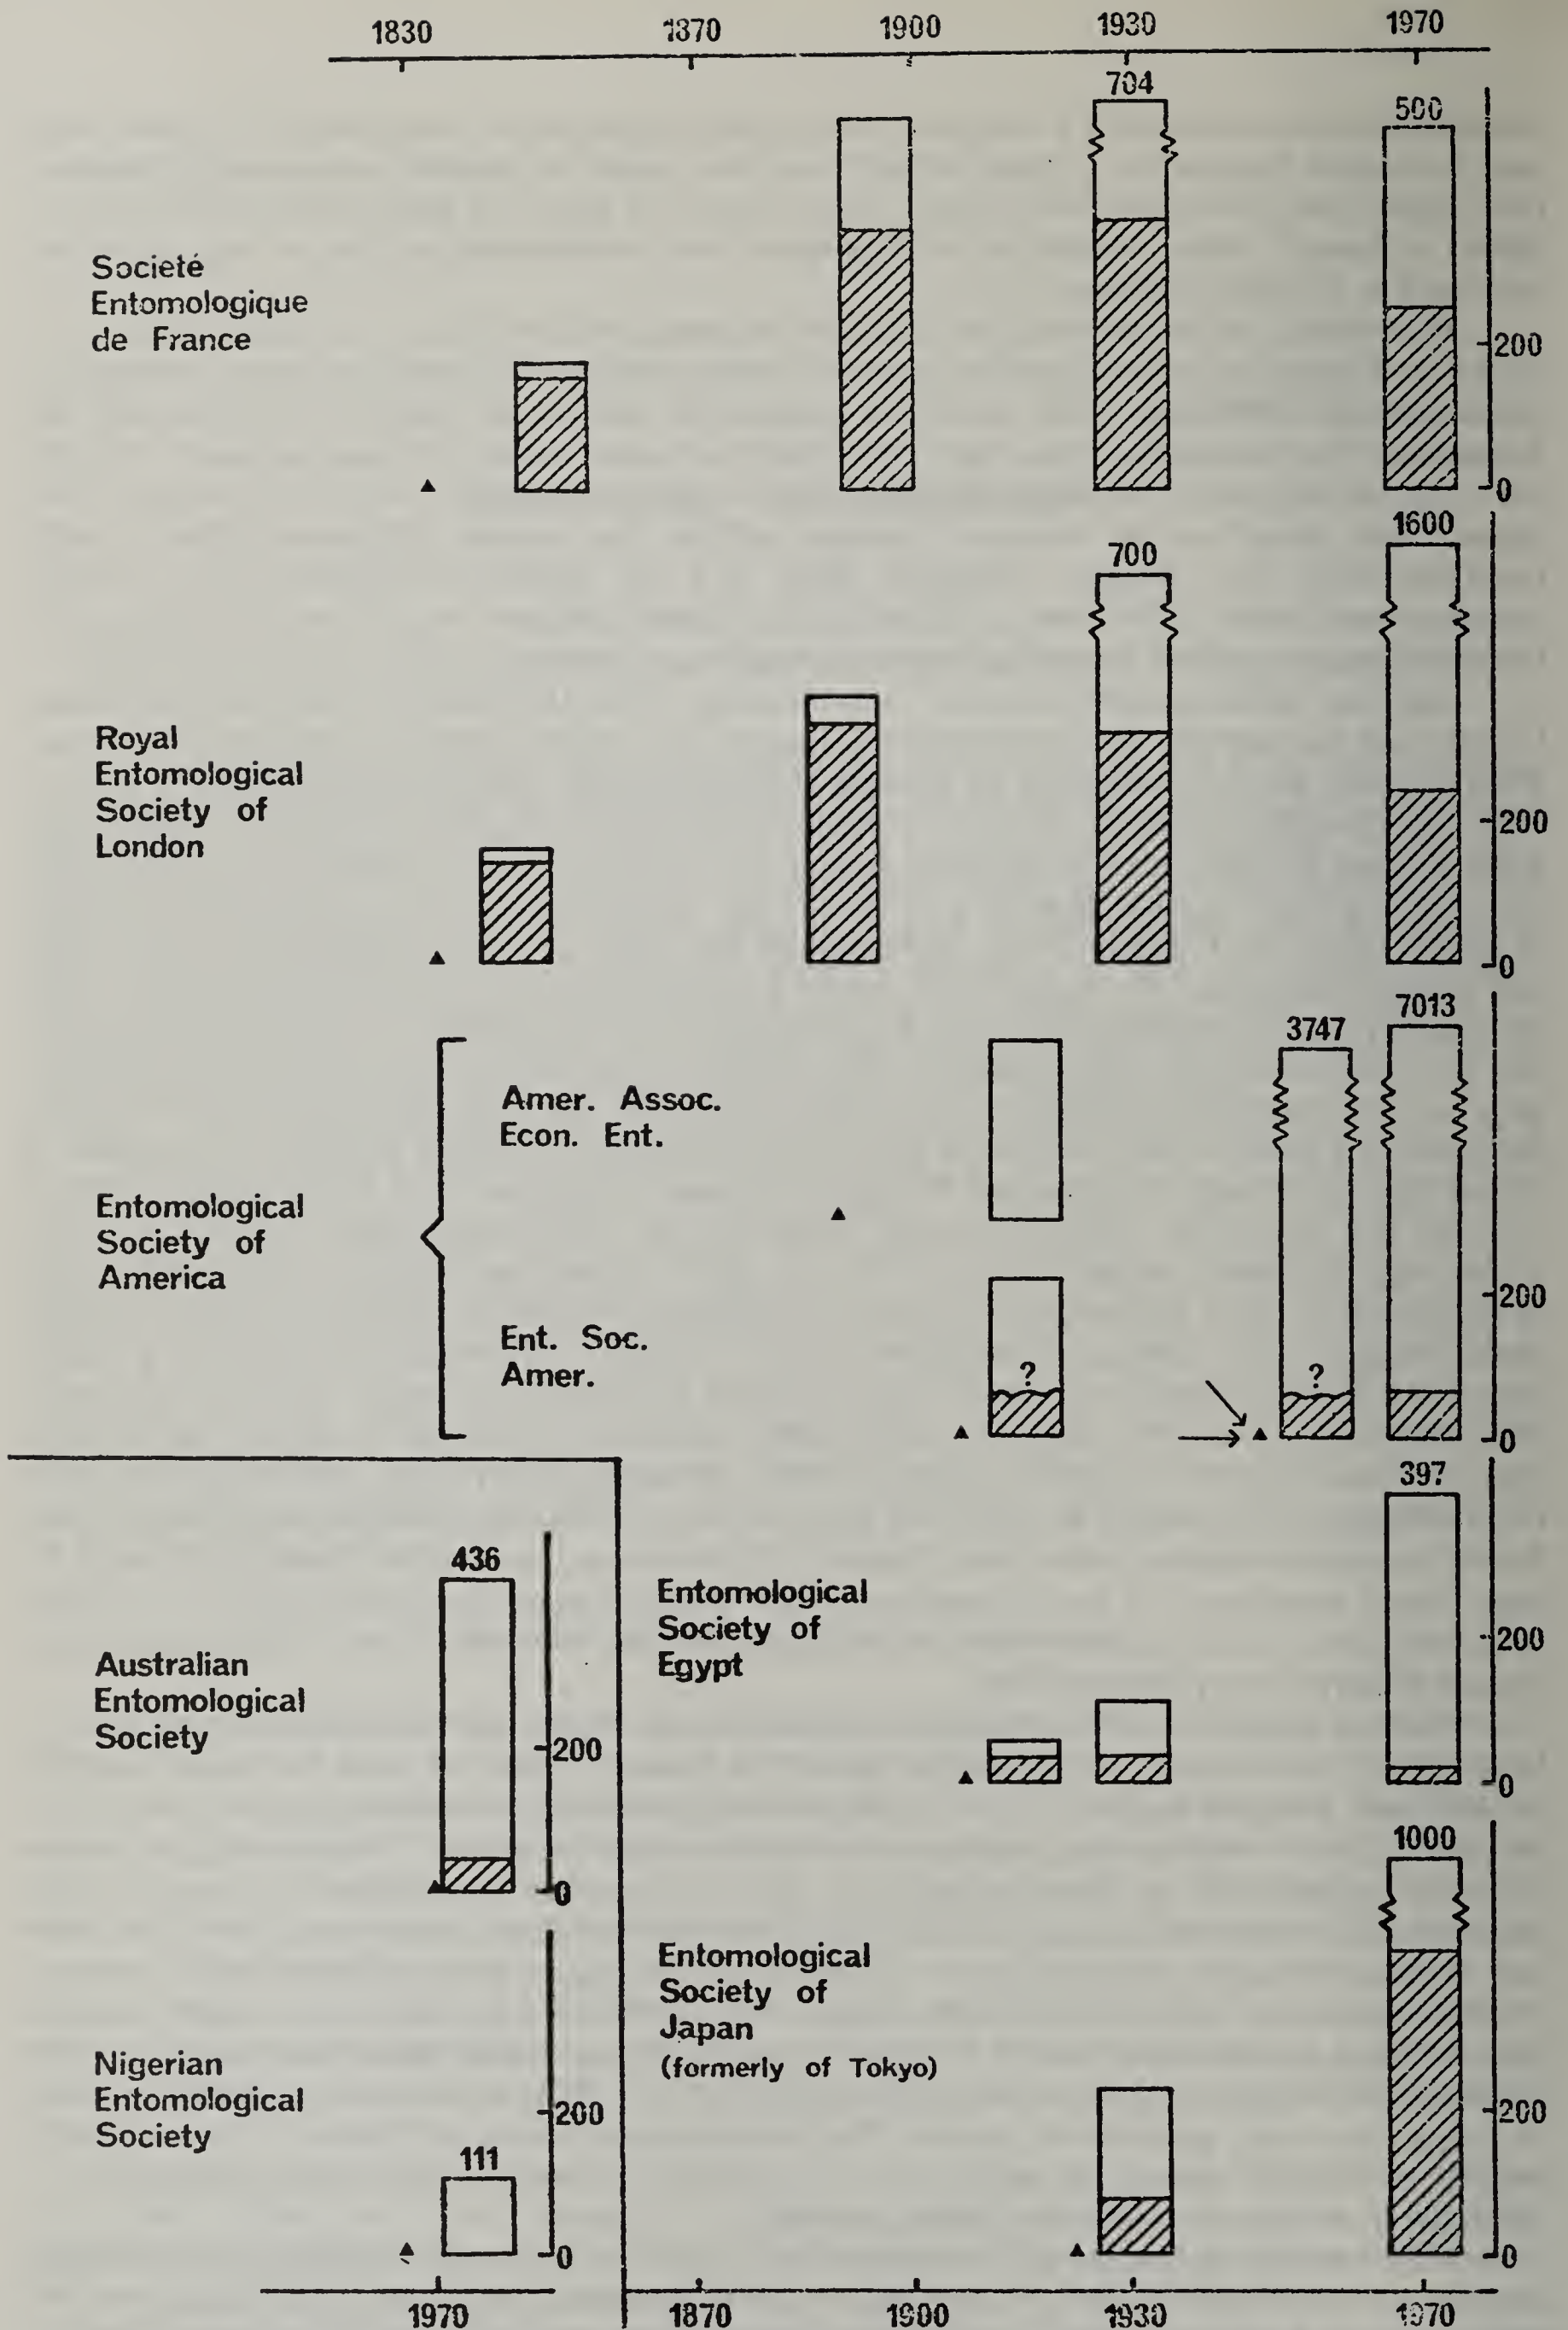 1830 1870 1900 1930 1970
704
500
Societé
Entomologique
de France
200
0
1600
700
Royal
Entomological
Society of
London
200
0
7013
3747
Amer. Assoc.
Econ. Ent.
Entomological
Society of
America
200
Ent. Soc.
Amer.
? ?
0
397
436
Entomological
Society of
Egypt
200
Australian
Entomological
Society
200
0
0
1000
Entomological
Society of
Japan
(formerly of Tokyo)
Nigerian
Entomological
Society
200
200
111
0
0
1970 1870 1900 1930 1970